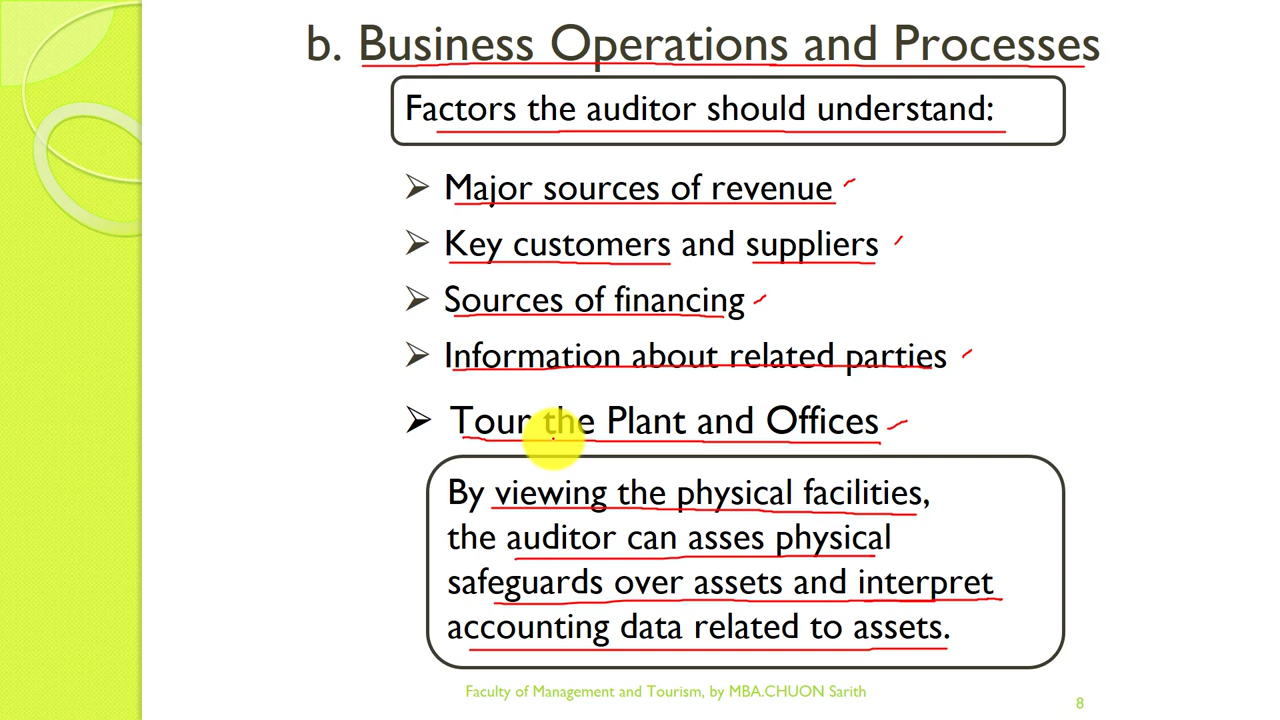 b. Business Operations and Processes
Factors the auditor should understand:
Major sources of revenue
Key customers and suppliers
Sources of financing
Information about related parties
Tour the Plant and Offices
By viewing the physical facilities,
the auditor can asses physical
safeguards over assets and interpret
accounting data related to assets.
Faculty of Management and Tourism, by MBA.CHUON Sarith
8